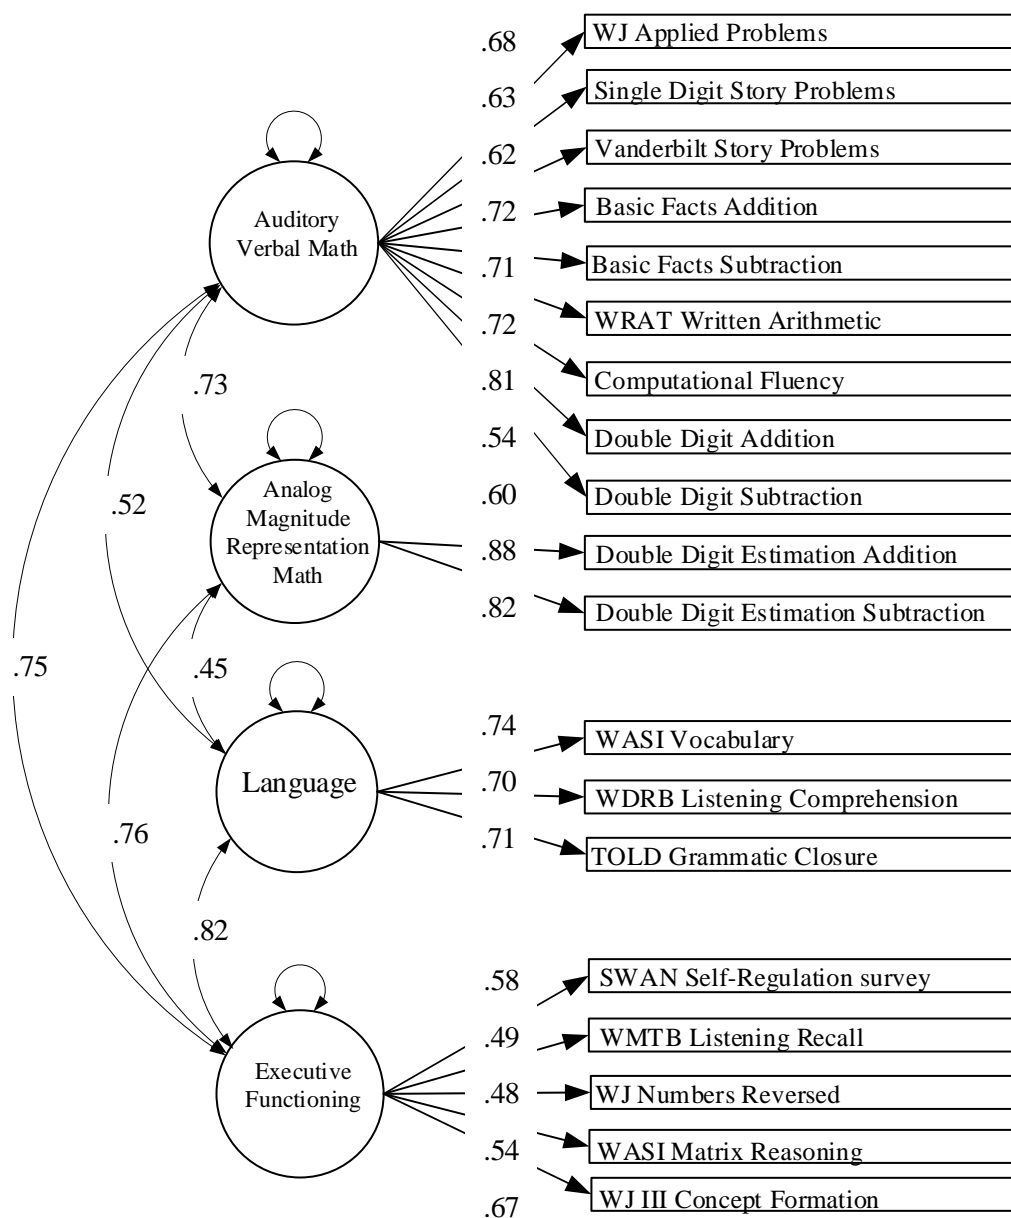 .68
WJ Applied Problems
.63
Single Digit Story Problems
.62
Vanderbilt Story Problems
.72
Basic Facts Addition
.71
Basic Facts Subtraction
.72
WRAT Written Arithmetic
.81
Computational Fluency
.54
Double Digit Addition
.60
Double Digit Subtraction
.88
Double Digit Estimation Addition
.82
Double Digit Estimation Subtraction
.74
WASI Vocabulary
.70
WDRB Listening Comprehension
.71
TOLD Grammatic Closure
.58
SWAN Self-Regulation survey
.49
WMTB Listening Recall
.48
WJ Numbers Reversed
.54
WASI Matrix Reasoning
.67
WJ III Concept Formation
Auditory
Verbal Math
.73
.52
Analog
Magnitude
Representation
Math
.75
.45
Language
.76
.82
Executive
Functioning